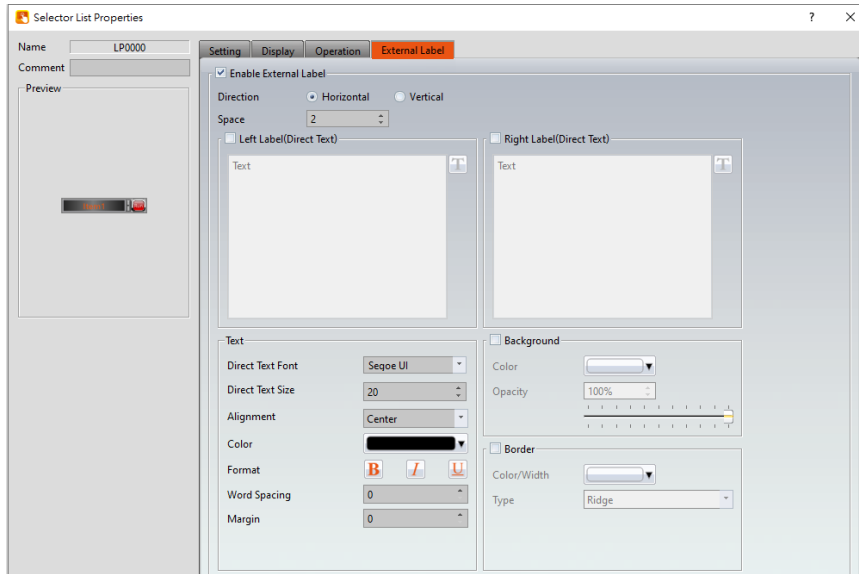 Selector List Properties
?
Name LP0000
Comment
Preview
Setting Display Operation External Label
Enable External Label
Direction Horizontal Vertical
Space 2
Left Label(Direct Text) Right Label(Direct Text)
Text T Text T
Text Background
Direct Text Font Segoe UI Color
Direct Text Size 20 Opacity 100%
Alignment Center
Color Border
Format B I U Color/Width
Word Spacing 0 Type Ridge
Margin 0